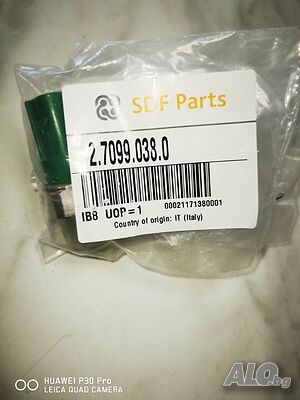 SDF Parts
2.7099.038.0
IB8 UOP=1
00021171380001
Country of origin: IT (Italy)
HUAWEI P30 Pro
LEICA QUAD CAMERA
ALO.bg